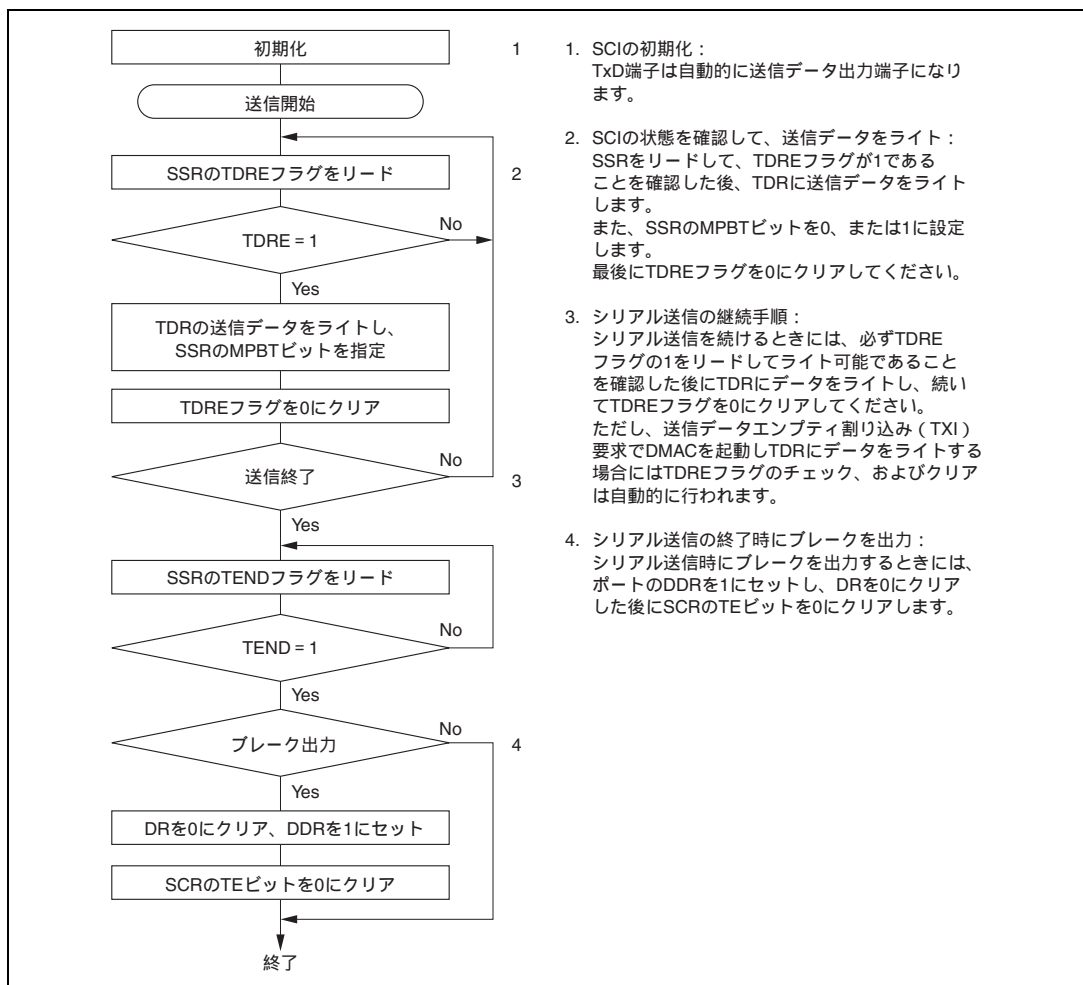 初期化
1
送信開始
SSRのTDREフラグをリード
2
TDRE = 1
No
Yes
TDRの送信データをライトし、
SSRのMPBTビットを指定
TDREフラグを0にクリア
送信終了
No
3
Yes
SSRのTENDフラグをリード
TEND = 1
No
Yes
ブレーク出力
No
4
Yes
DRを0にクリア、DDRを1にセット
SCRのTEビットを0にクリア
終了
1. SCIの初期化：
TxD端子は自動的に送信データ出力端子になり
ます。
2. SCIの状態を確認して、送信データをライト：
SSRをリードして、TDREフラグが1である
ことを確認した後、TDRに送信データをライト
します。
また、SSRのMPBTビットを0、または1に設定
します。
最後にTDREフラグを0にクリアしてください。
3. シリアル送信の継続手順：
シリアル送信を続けるときには、必ずTDRE
フラグの1をリードしてライト可能であること
を確認した後にTDRにデータをライトし、続い
てTDREフラグを0にクリアしてください。
ただし、送信データエンプティ割り込み（TXI）
要求でDMACを起動しTDRにデータをライトする
場合にはTDREフラグのチェック、およびクリア
は自動的に行われます。
4. シリアル送信の終了時にブレークを出力：
シリアル送信時にブレークを出力するときには、
ポートのDDRを1にセットし、DRを0にクリア
した後にSCRのTEビットを0にクリアします。